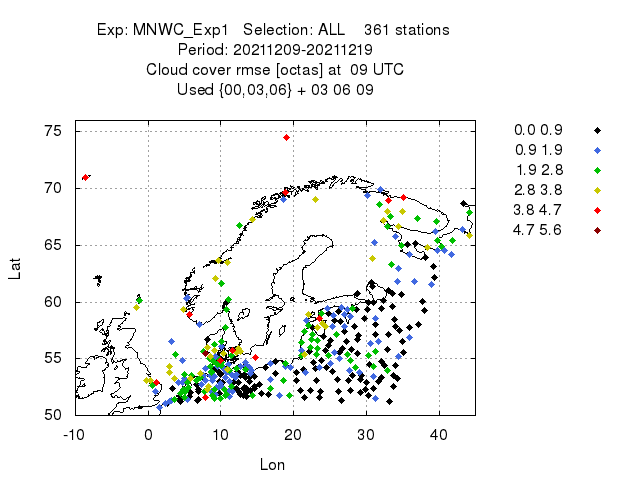 Exp: MNWC_Exp1 Selection: ALL 361 stations
Period: 20211209-20211219
Cloud cover rmse [octas] at 09 UTC
Used {00,03,06} + 03 06 09
0.0 0.9
0.9 1.9
1.9 2.8
2.8 3.8
3.8 4.7
4.7 5.6
75
70
65
60
55
50
Lat
-10 0 10 20 30 40
Lon